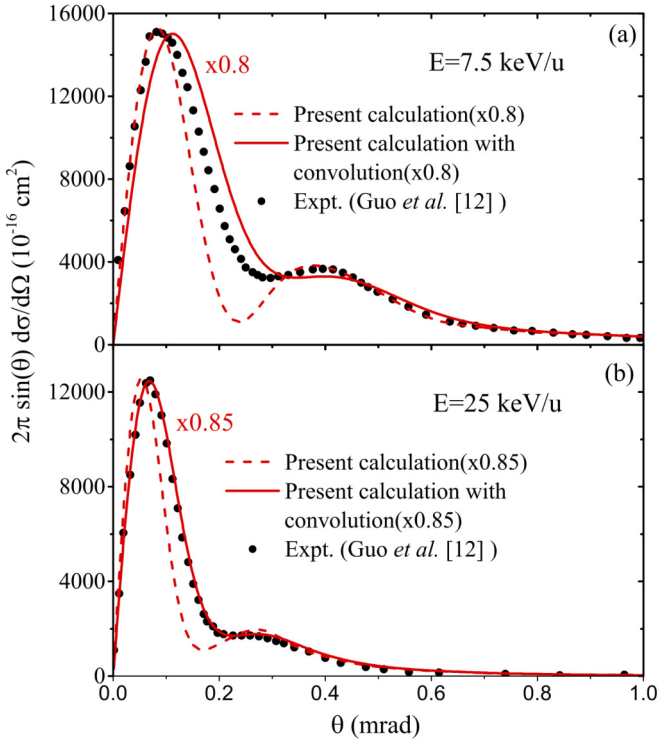 (a)
E=7.5 keV/u
x0.8
Present calculation(x0.8)
Present calculation with
convolution(x0.8)
Expt. (Guo et al. [12] )
16000
12000
8000
4000
0
(b)
E=25 keV/u
x0.85
Present calculation(x0.85)
Present calculation with
convolution(x0.85)
Expt. (Guo et al. [12] )
12000
8000
4000
0
0.0 0.2 0.4 0.6 0.8 1.0
θ (mrad)
2π sin(θ) dσ/dΩ (10⁻¹⁶ cm²)